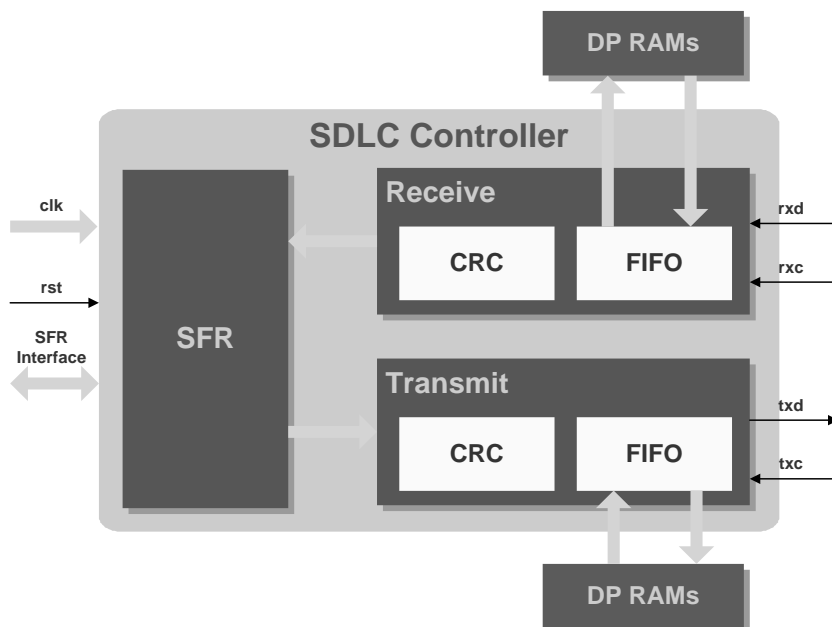 DP RAMs
SDLC Controller
Receive
clk
rxd
CRC
FIFO
rxc
rst
SFR
SFR
Interface
Transmit
txd
CRC
FIFO
txc
DP RAMs